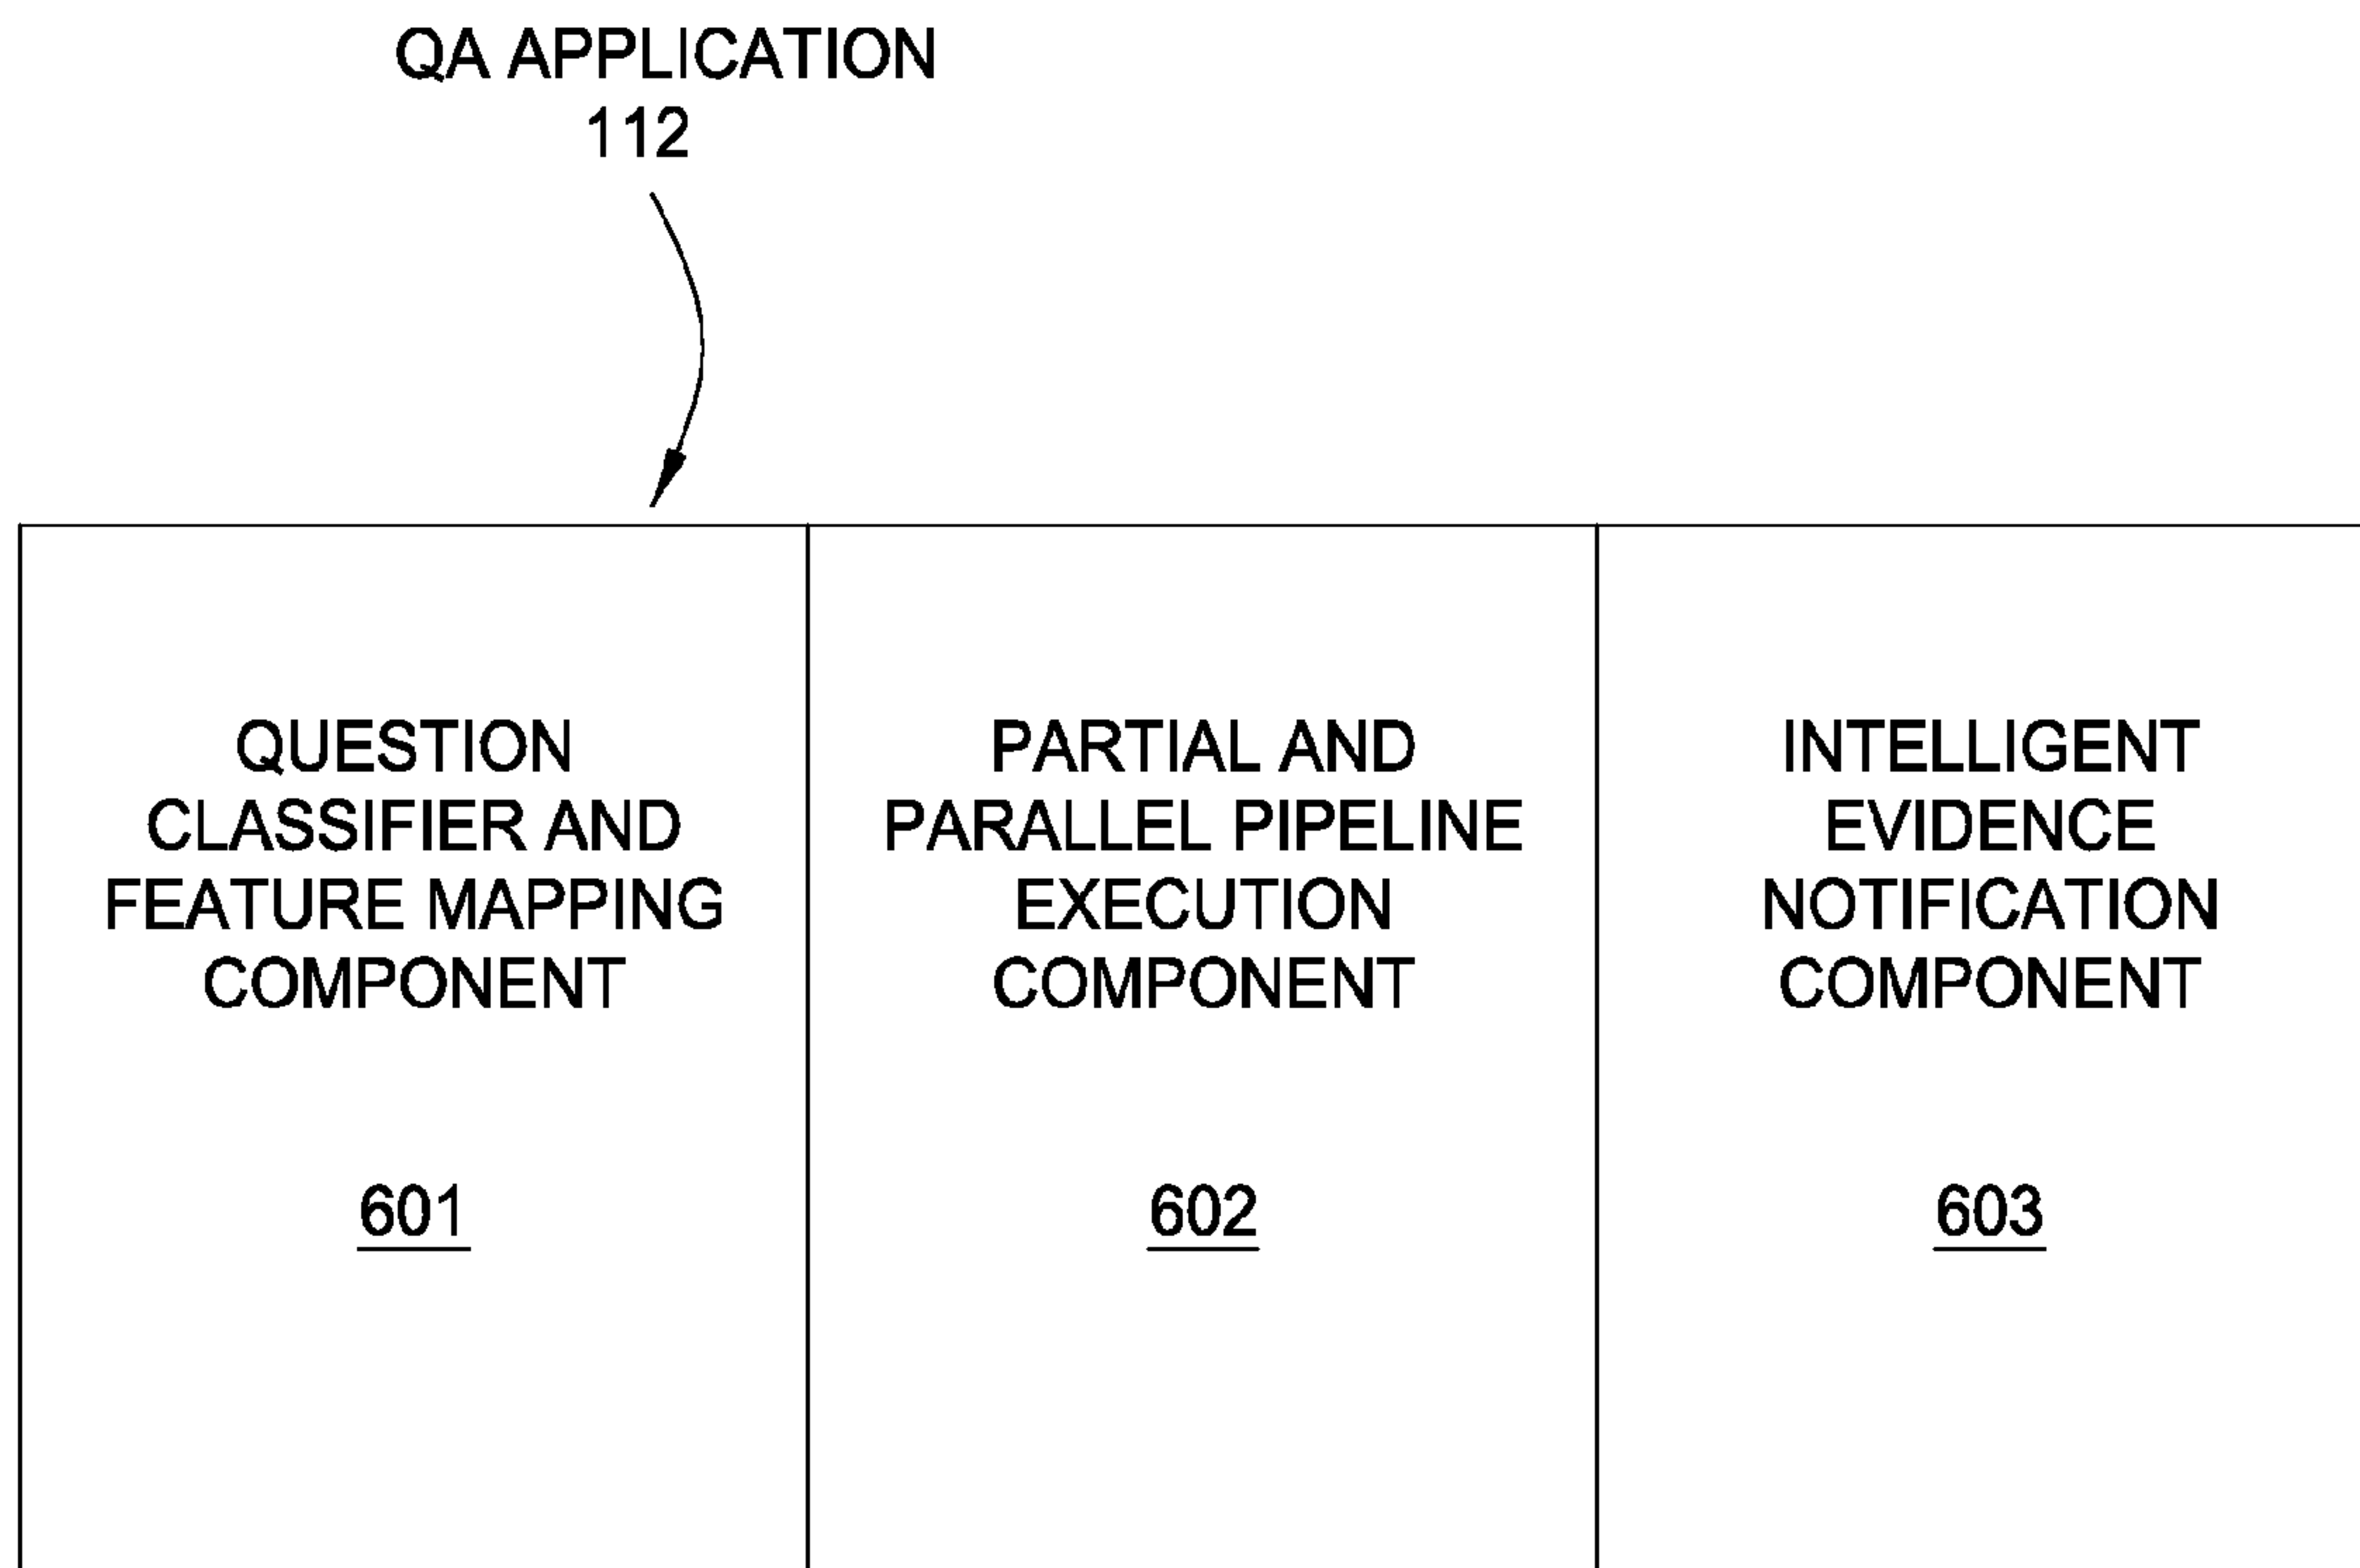 QA APPLICATION
112
QUESTION
CLASSIFIER AND
FEATURE MAPPING
COMPONENT
601
PARTIAL AND
PARALLEL PIPELINE
EXECUTION
COMPONENT
602
INTELLIGENT
EVIDENCE
NOTIFICATION
COMPONENT
603